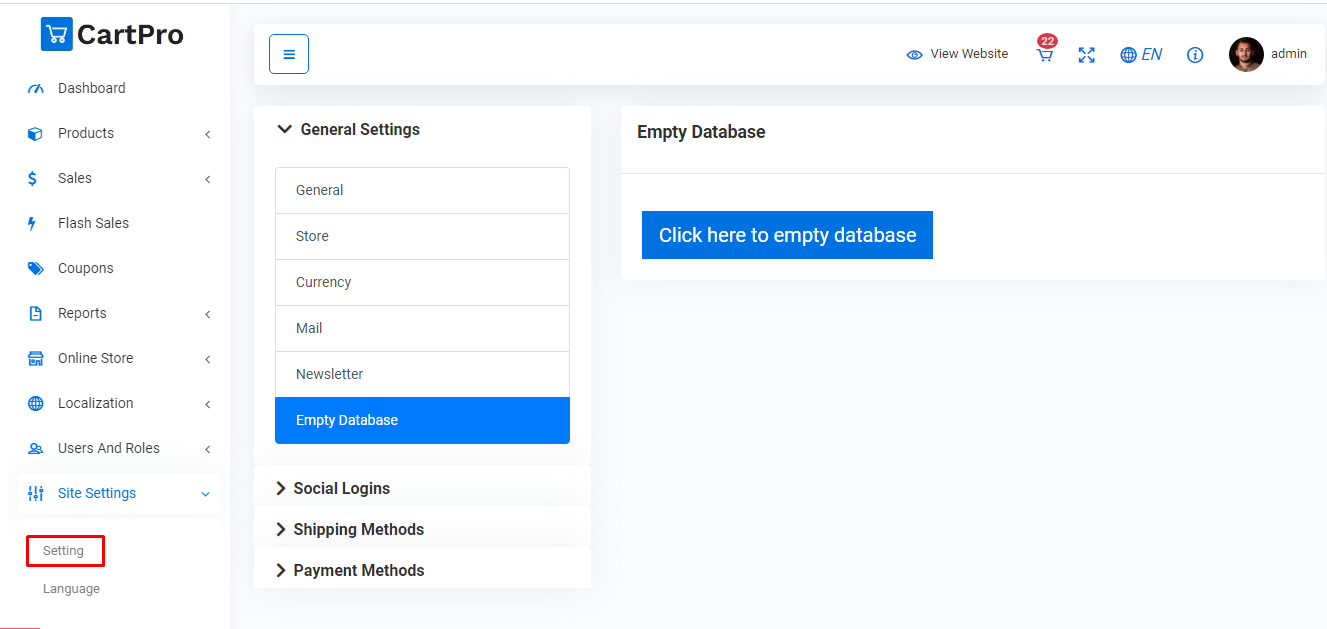 CartPro
Dashboard
Products
Sales
Flash Sales
Coupons
Reports
Online Store
Localization
Users And Roles
Site Settings
Setting
Language
View Website
22
EN
admin
General Settings
General
Store
Currency
Mail
Newsletter
Empty Database
Social Logins
Shipping Methods
Payment Methods
Empty Database
Click here to empty database